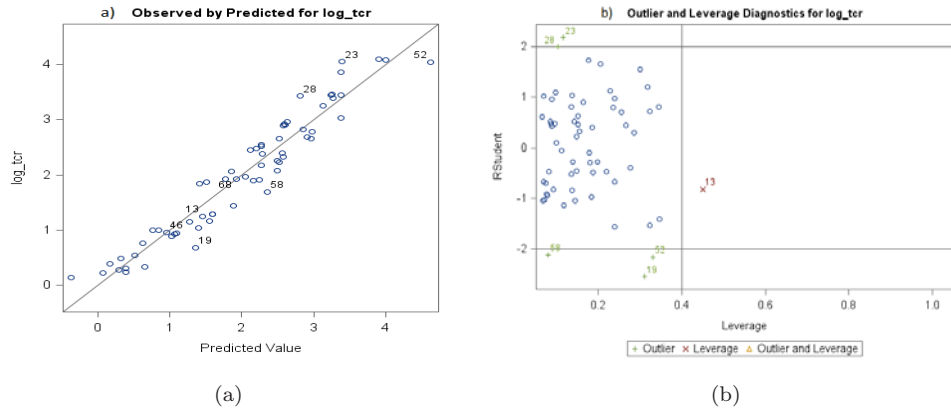 a) Observed by Predicted for log_tcr
log_tcr
4
3
2
1
0
23
52
28
68
58
13
46
19
0 1 2 3 4
Predicted Value
(a)
b) Outlier and Leverage Diagnostics for log_tcr
RStudent
2
1
0
-1
-2
28
23
13
58
52
19
0.2 0.4 0.6 0.8 1.0
Leverage
+ Outlier × Leverage △ Outlier and Leverage
(b)